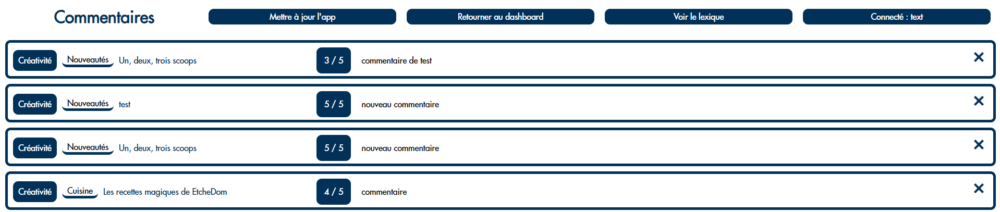 Commentaires Mettre à jour l'app Retourner au dashboard Voir le lexique Connecté : text
Créativité Nouveautés Un, deux, trois scoops 3 / 5 commentaire de test
Créativité Nouveautés test 5 / 5 nouveau commentaire
Créativité Nouveautés Un, deux, trois scoops 5 / 5 nouveau commentaire
Créativité Cuisine Les recettes magiques de EtcheDom 4 / 5 commentaire